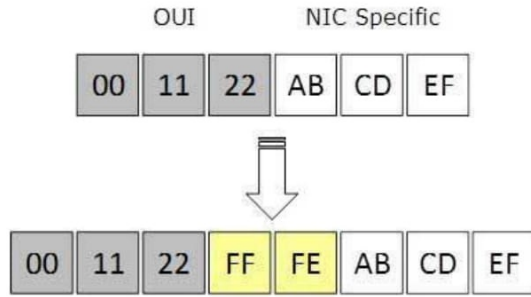 OUI NIC Specific
00 11 22 AB CD EF
00 11 22 FF FE AB CD EF